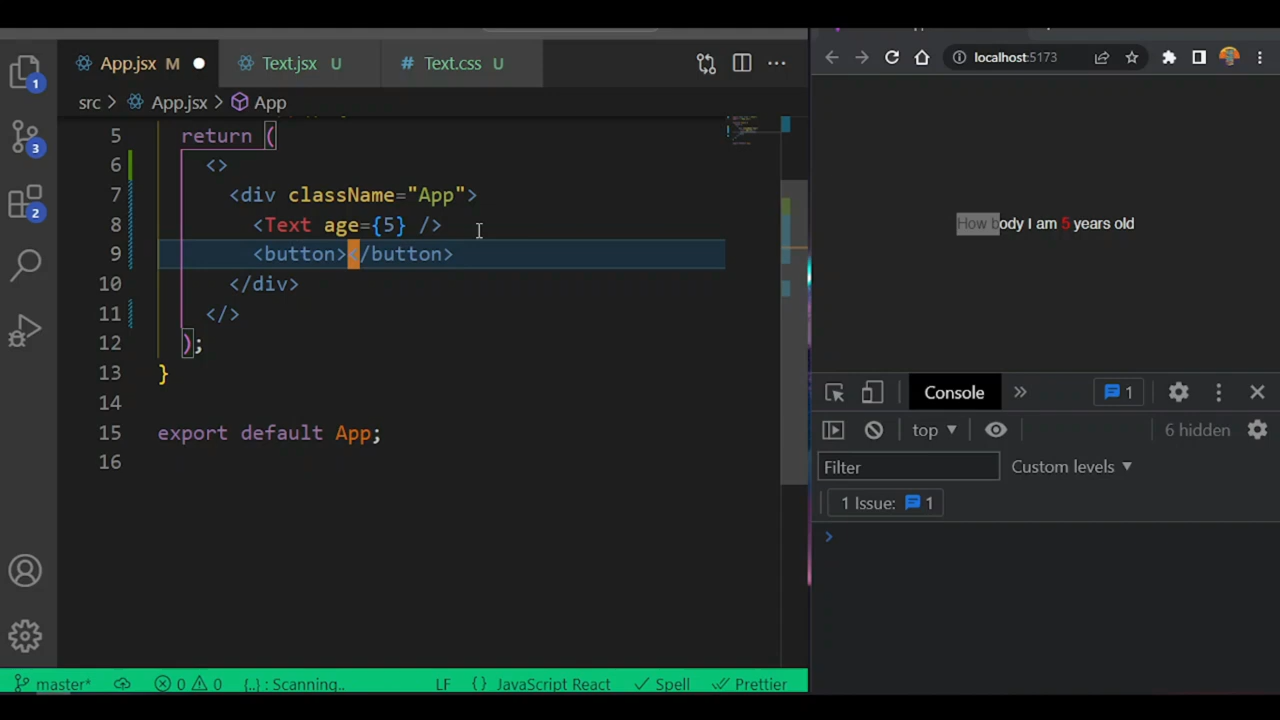 App.jsx M
Text.jsx U
# Text.css U
localhost:5173
src > App.jsx > App
5 return (
6 <>
7 <div className="App">
8 <Text age={5} />
9 <button></button>
10 </div>
11 </>
12 );
13 }
14
15 export default App;
16
1
3
2
How body I am 5 years old
Console
» 1
top
6 hidden
Filter
Custom levels
1 Issue: 1
>
master* 0 0 {..} : Scanning.. LF {} JavaScript React Spell Prettier